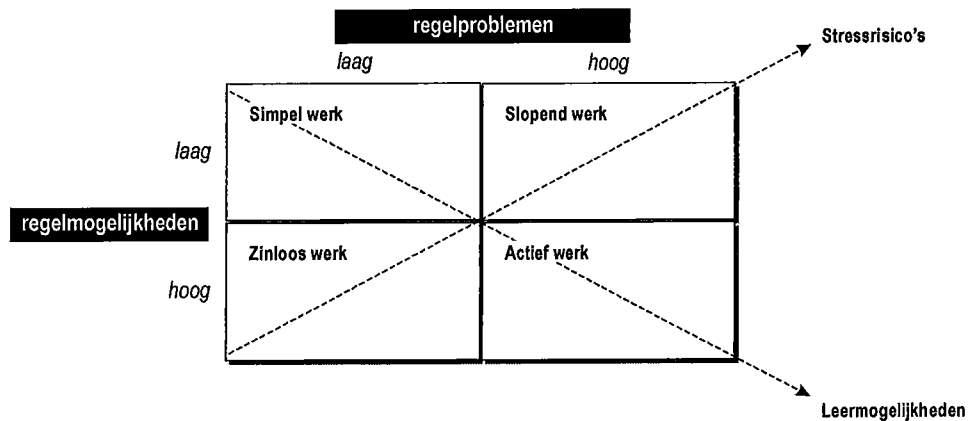 regelproblemen
Stressrisico's
laag hoog
Simpel werk Slopend werk
laag
regelmogelijkheden
Zinloos werk Actief werk
hoog
Leermogelijkheden